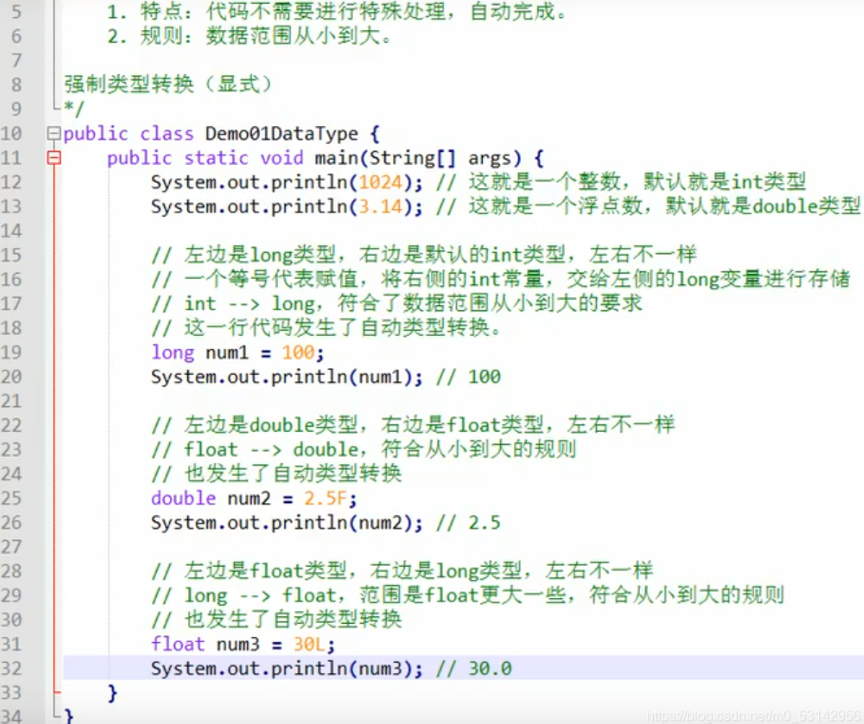 5 1. 特点：代码不需要进行特殊处理，自动完成。
6 2. 规则：数据范围从小到大。
7
8 强制类型转换（显式）
9 */
10 public class Demo01DataType {
11 public static void main(String[] args) {
12 System.out.println(1024); // 这就是一个整数，默认就是int类型
13 System.out.println(3.14); // 这就是一个浮点数，默认就是double类型
14
15 // 左边是long类型，右边是默认的int类型，左右不一样
16 // 一个等号代表赋值，将右侧的int常量，交给左侧的long变量进行存储
17 // int --> long，符合了数据范围从小到大的要求
18 // 这一行代码发生了自动类型转换。
19 long num1 = 100;
20 System.out.println(num1); // 100
21
22 // 左边是double类型，右边是float类型，左右不一样
23 // float --> double，符合从小到大的规则
24 // 也发生了自动类型转换
25 double num2 = 2.5F;
26 System.out.println(num2); // 2.5
27
28 // 左边是float类型，右边是long类型，左右不一样
29 // long --> float，范围是float更大一些，符合从小到大的规则
30 // 也发生了自动类型转换
31 float num3 = 30L;
32 System.out.println(num3); // 30.0
33 }
34 }
https://blog.csdn.net/m0_53142956